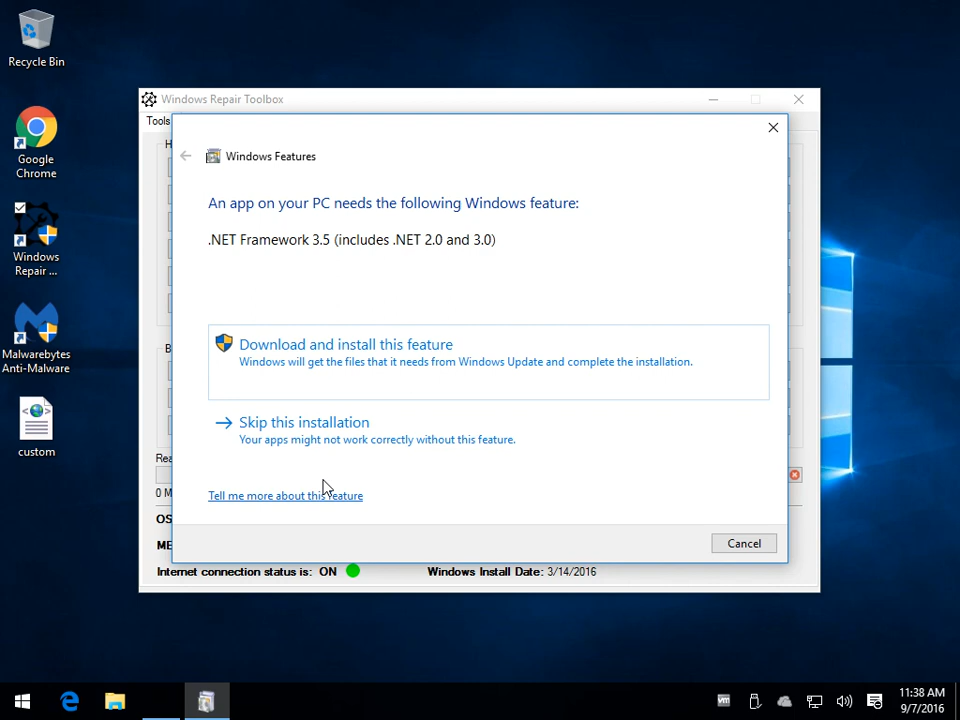 Recycle Bin
Google
Chrome
Windows
Repair ...
Malwarebytes
Anti-Malware
custom
Windows Repair Toolbox
Tools
Windows Features
An app on your PC needs the following Windows feature:
.NET Framework 3.5 (includes .NET 2.0 and 3.0)
Download and install this feature
Windows will get the files that it needs from Windows Update and complete the installation.
Skip this installation
Your apps might not work correctly without this feature.
Tell me more about this feature
Cancel
0 M
OS
ME
Internet connection status is: ON
Windows Install Date: 3/14/2016
vm
11:38 AM
9/7/2016